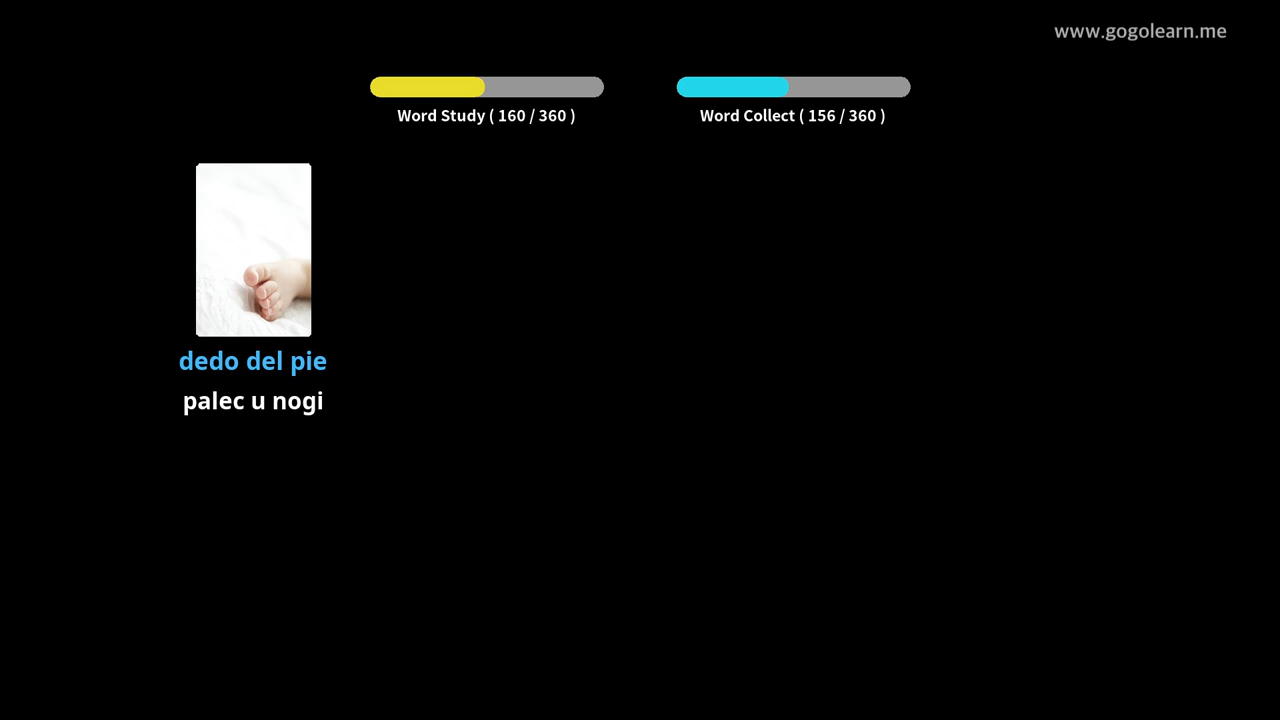 www.gogolearn.me
Word Study ( 160 / 360 )
Word Collect ( 156 / 360 )
dedo del pie
palec u nogi